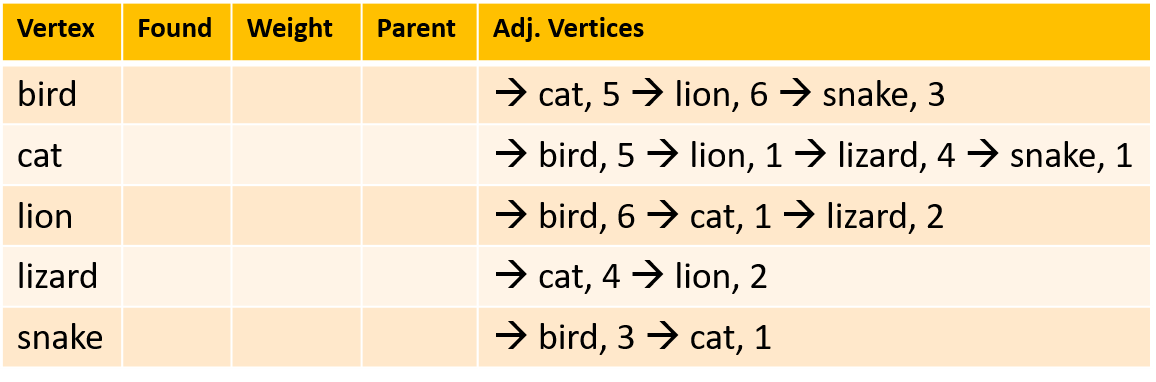 Vertex Found Weight Parent Adj. Vertices
bird → cat, 5 → lion, 6 → snake, 3
cat → bird, 5 → lion, 1 → lizard, 4 → snake, 1
lion → bird, 6 → cat, 1 → lizard, 2
lizard → cat, 4 → lion, 2
snake → bird, 3 → cat, 1